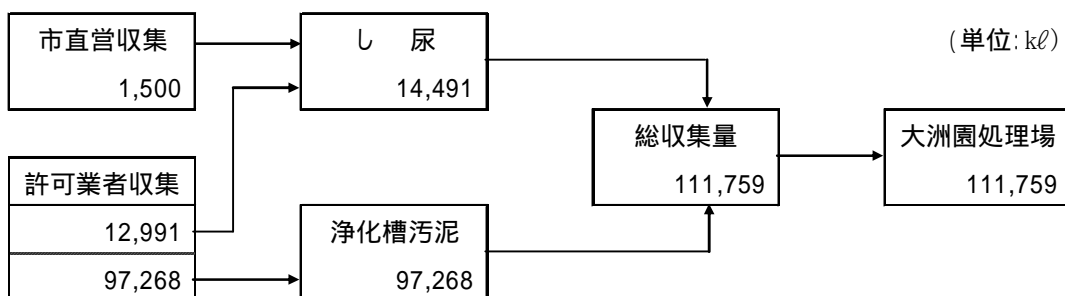 市直営収集
1,500
し 尿
14,491
(単位:kℓ)
総収集量
111,759
大洲園処理場
111,759
許可業者収集
12,991
97,268
浄化槽汚泥
97,268